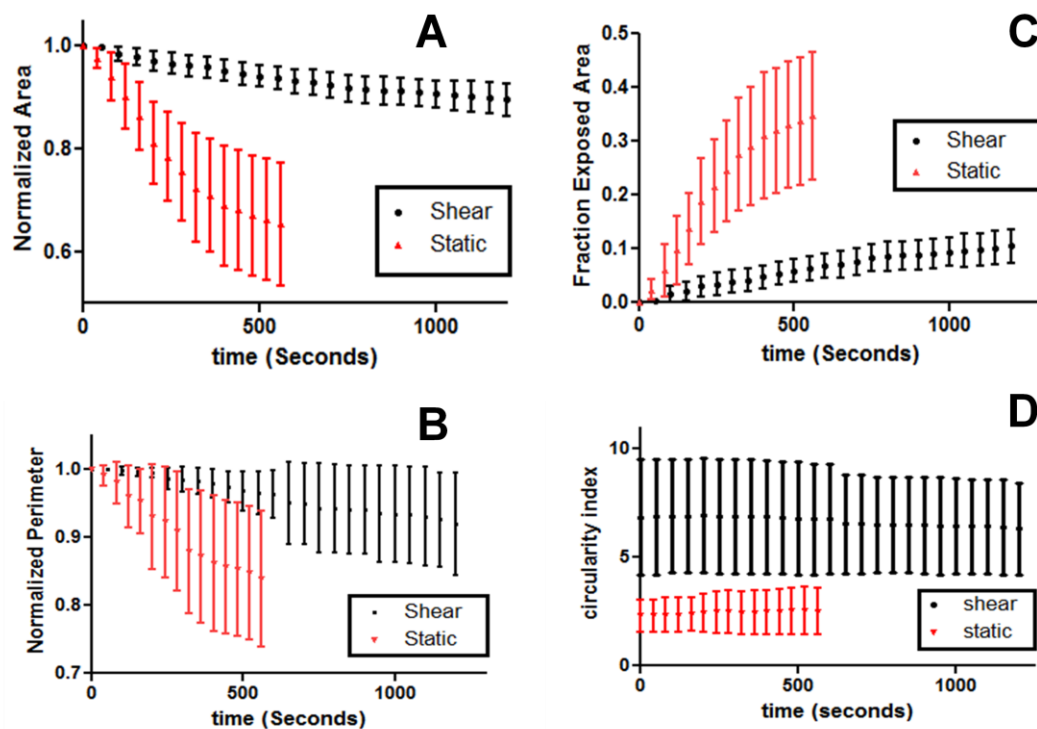 A
Normalized Area
1.0
0.8
0.6
0
500
1000
time (Seconds)
Shear
Static
C
Fraction Exposed Area
0.5
0.4
0.3
0.2
0.1
0.0
0
500
1000
time (Seconds)
Shear
Static
B
Normalized Perimeter
1.0
0.9
0.8
0.7
0
500
1000
time (Seconds)
Shear
Static
D
circularity index
10
5
0
0
500
1000
time (seconds)
shear
static